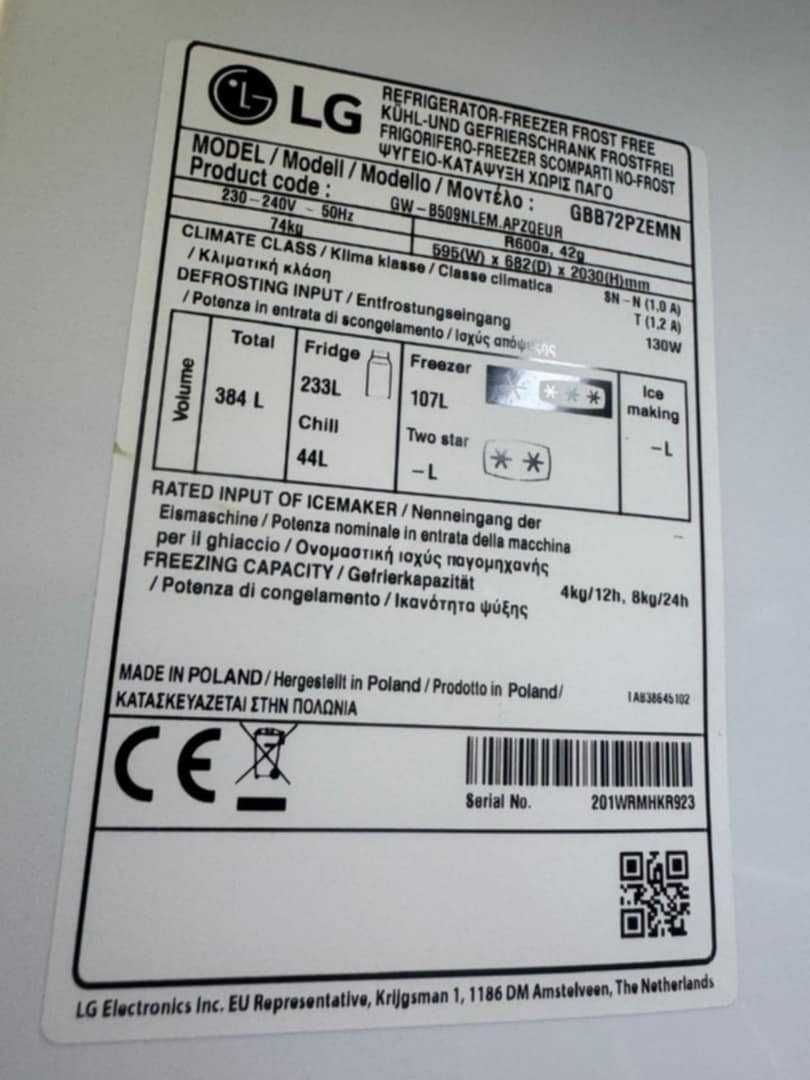 LG
REFRIGERATOR-FREEZER FROST FREE
KÜHL-UND GEFRIERSCHRANK FROSTFREI
FRIGORIFERO-FREEZER SCOMPARTI NO-FROST
ΨΥΓΕΙΟ-ΚΑΤΑΨΥΞΗ ΧΩΡΙΣ ΠΑΓΟ
MODEL / Modell / Modello / Μοντέλο : GBB72PZEMN
Product code : GW-B509NLEM.APZQEUR
230-240V ~ 50Hz R600a, 42g
74kg 595(W) x 682(D) x 2030(H)mm
CLIMATE CLASS / Klima klasse / Classe climatica SN-N (1,0 A)
/ Κλιματική κλάση T (1,2 A)
DEFROSTING INPUT / Entfrostungseingang 130W
/ Potenza in entrata di scongelamento / Ισχύς απόψυξης
Volume
Total
384 L
Fridge
233L
Chill
44L
Freezer
107L
Two star
-L
Ice
making
-L
RATED INPUT OF ICEMAKER / Nenneingang der –
Eismaschine / Potenza nominale in entrata della macchina
per il ghiaccio / Ονομαστική ισχύς παγομηχανής
FREEZING CAPACITY / Gefrierkapazität 4kg/12h, 8kg/24h
/ Potenza di congelamento / Ικανότητα ψύξης
MADE IN POLAND / Hergestellt in Poland / Prodotto in Poland/
ΚΑΤΑΣΚΕΥΑΖΕΤΑΙ ΣΤΗΝ ΠΟΛΩΝΙΑ
TAB38645102
CE
Serial No. 201WRMHKR923
LG Electronics Inc. EU Representative, Krijgsman 1, 1186 DM Amstelveen, The Netherlands